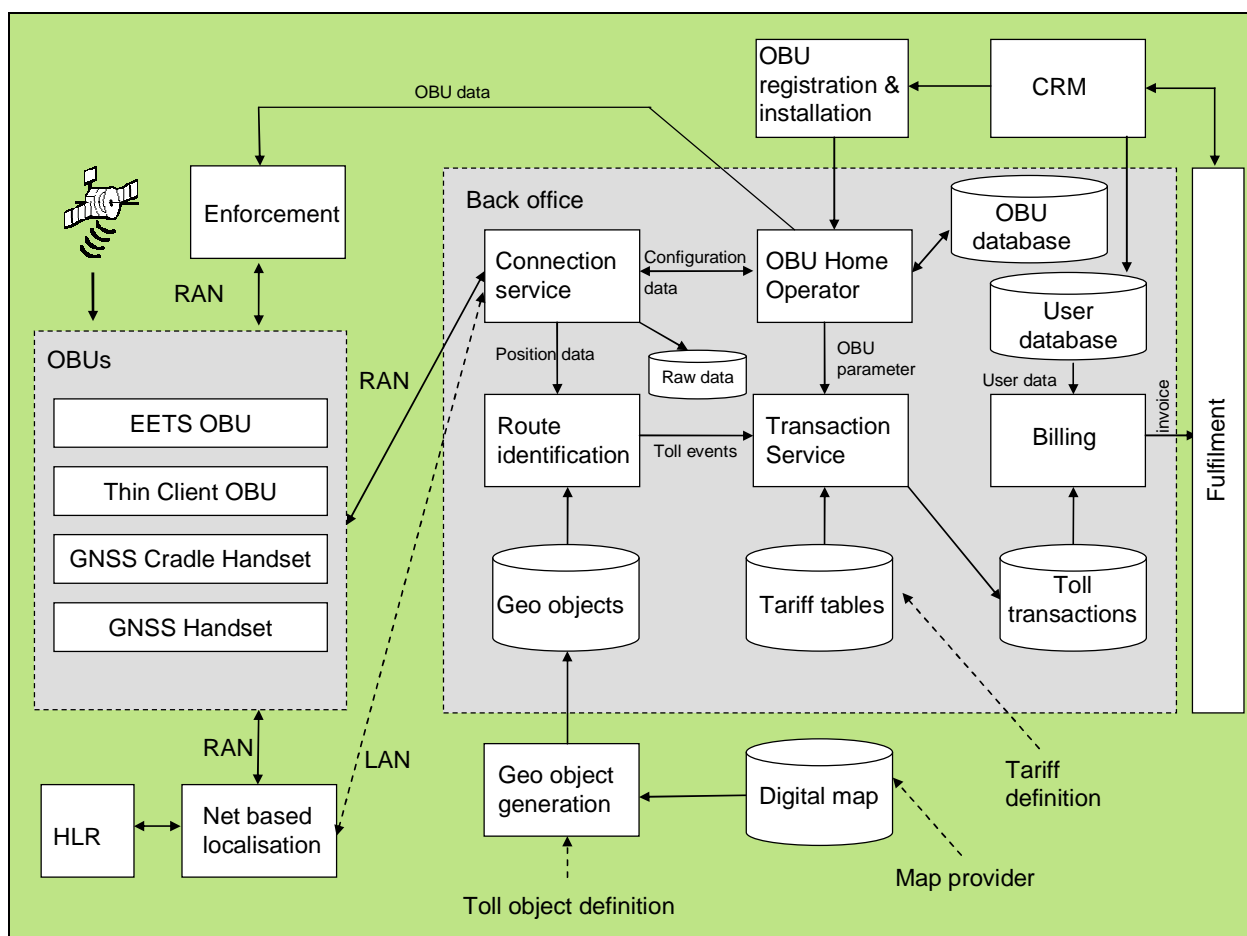 OBU
registration &
installation
CRM
OBU data
Enforcement
Back office
OBU
database
Connection
service
Configuration
data
OBU Home
Operator
RAN
User
database
OBUs
RAN
Position data
Raw data
OBU
parameter
User data
invoice
EETS OBU
Route
identification
Toll events
Transaction
Service
Billing
Fulfilment
Thin Client OBU
GNSS Cradle Handset
GNSS Handset
Geo objects
Tariff tables
Toll
transactions
RAN
LAN
Geo object
generation
Digital map
Tariff
definition
HLR
Net based
localisation
Map provider
Toll object definition